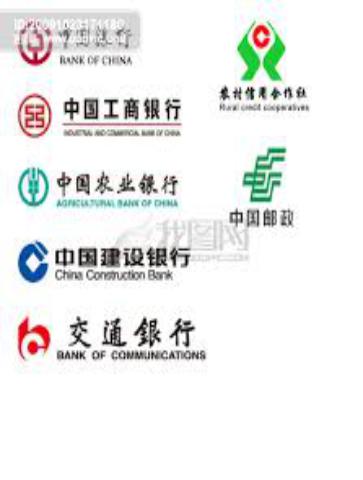 ID:20091023174180
中国银行
BANK OF CHINA
中国工商银行
INDUSTRIAL AND COMMERCIAL BANK OF CHINA
中国农业银行
AGRICULTURAL BANK OF CHINA
中国建设银行
China Construction Bank
交通銀行
BANK OF COMMUNICATIONS
农村信用合作社
Rural credit cooperatives
中国邮政
我图网